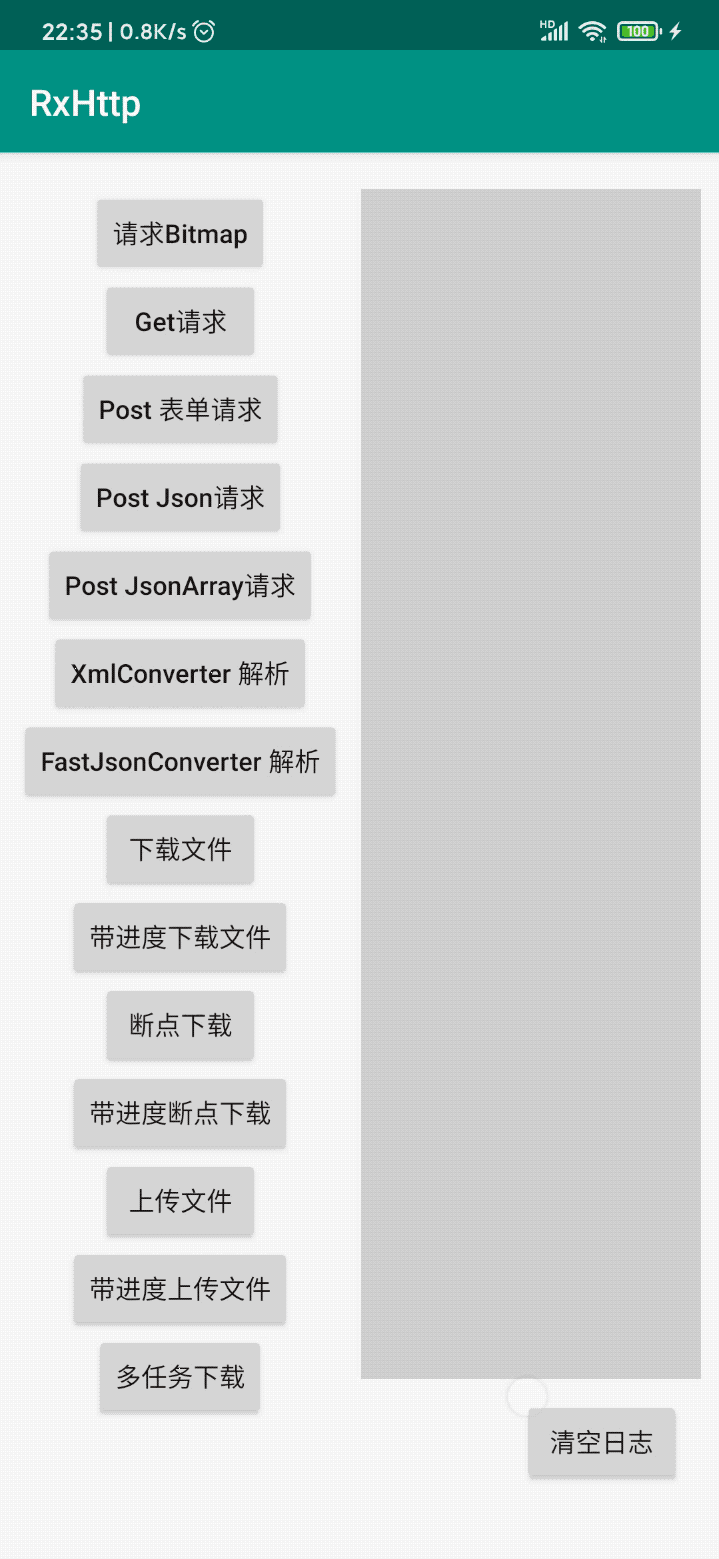 22:35 | 0.8K/s
HD 100
RxHttp
请求Bitmap
Get请求
Post 表单请求
Post Json请求
Post JsonArray请求
XmlConverter 解析
FastJsonConverter 解析
下载文件
带进度下载文件
断点下载
带进度断点下载
上传文件
带进度上传文件
多任务下载
清空日志